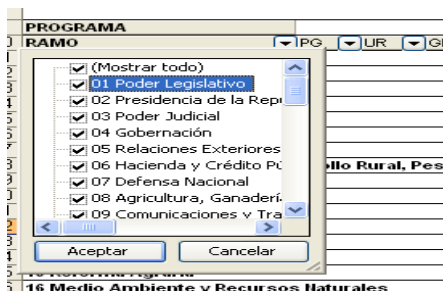 PROGRAMA
RAMO PG UR
(Mostrar todo)
01 Poder Legislativo
02 Presidencia de la Rep
03 Poder Judicial
04 Gobernación
05 Relaciones Exteriores
06 Hacienda y Crédito Pú
llo Rural, Pes
07 Defensa Nacional
08 Agricultura, Ganaderí
09 Comunicaciones y Tra
Aceptar Cancelar
16 Medio Ambiente y Recursos Naturales